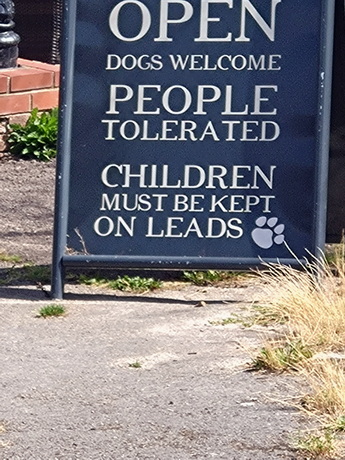 OPEN
DOGS WELCOME
PEOPLE
TOLERATED
CHILDREN
MUST BE KEPT
ON LEADS